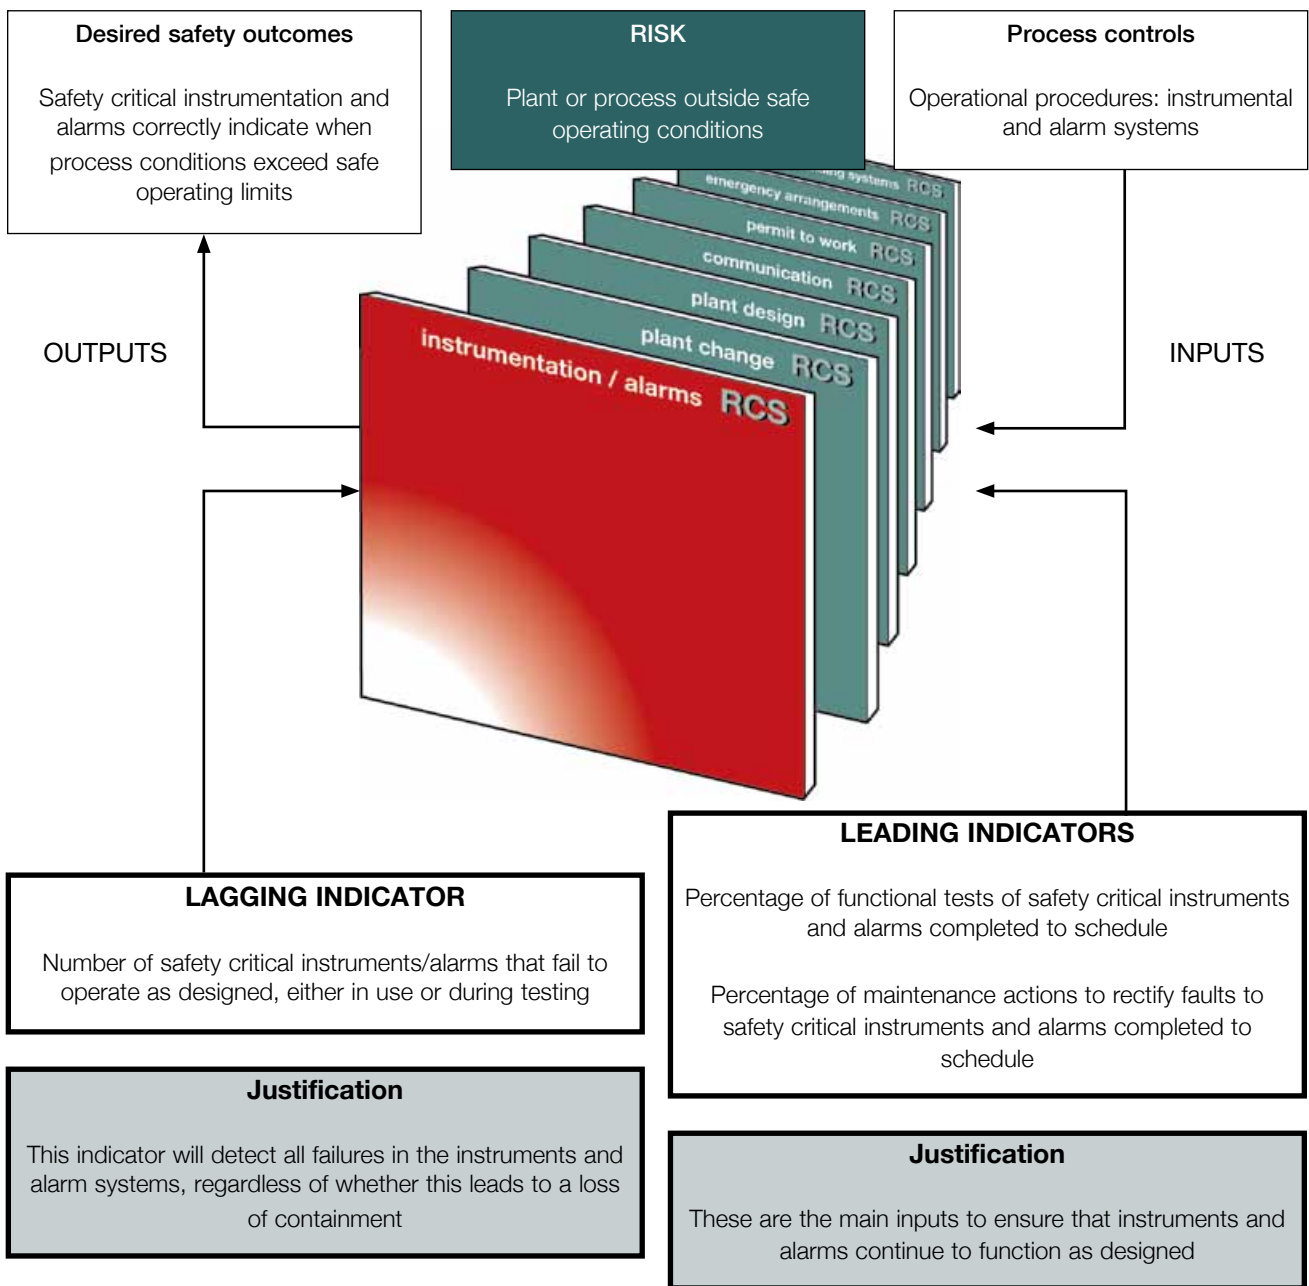 Desired safety outcomes
Safety critical instrumentation and
alarms correctly indicate when
process conditions exceed safe
operating limits
RISK
Plant or process outside safe
operating conditions
Process controls
Operational procedures: instrumental
and alarm systems
systems RCS
emergency arrangements RCS
permit to work RCS
communication RCS
plant design RCS
plant change RCS
instrumentation / alarms RCS
OUTPUTS
INPUTS
LAGGING INDICATOR
Number of safety critical instruments/alarms that fail to
operate as designed, either in use or during testing
Justification
This indicator will detect all failures in the instruments and
alarm systems, regardless of whether this leads to a loss
of containment
LEADING INDICATORS
Percentage of functional tests of safety critical instruments
and alarms completed to schedule
Percentage of maintenance actions to rectify faults to
safety critical instruments and alarms completed to
schedule
Justification
These are the main inputs to ensure that instruments and
alarms continue to function as designed